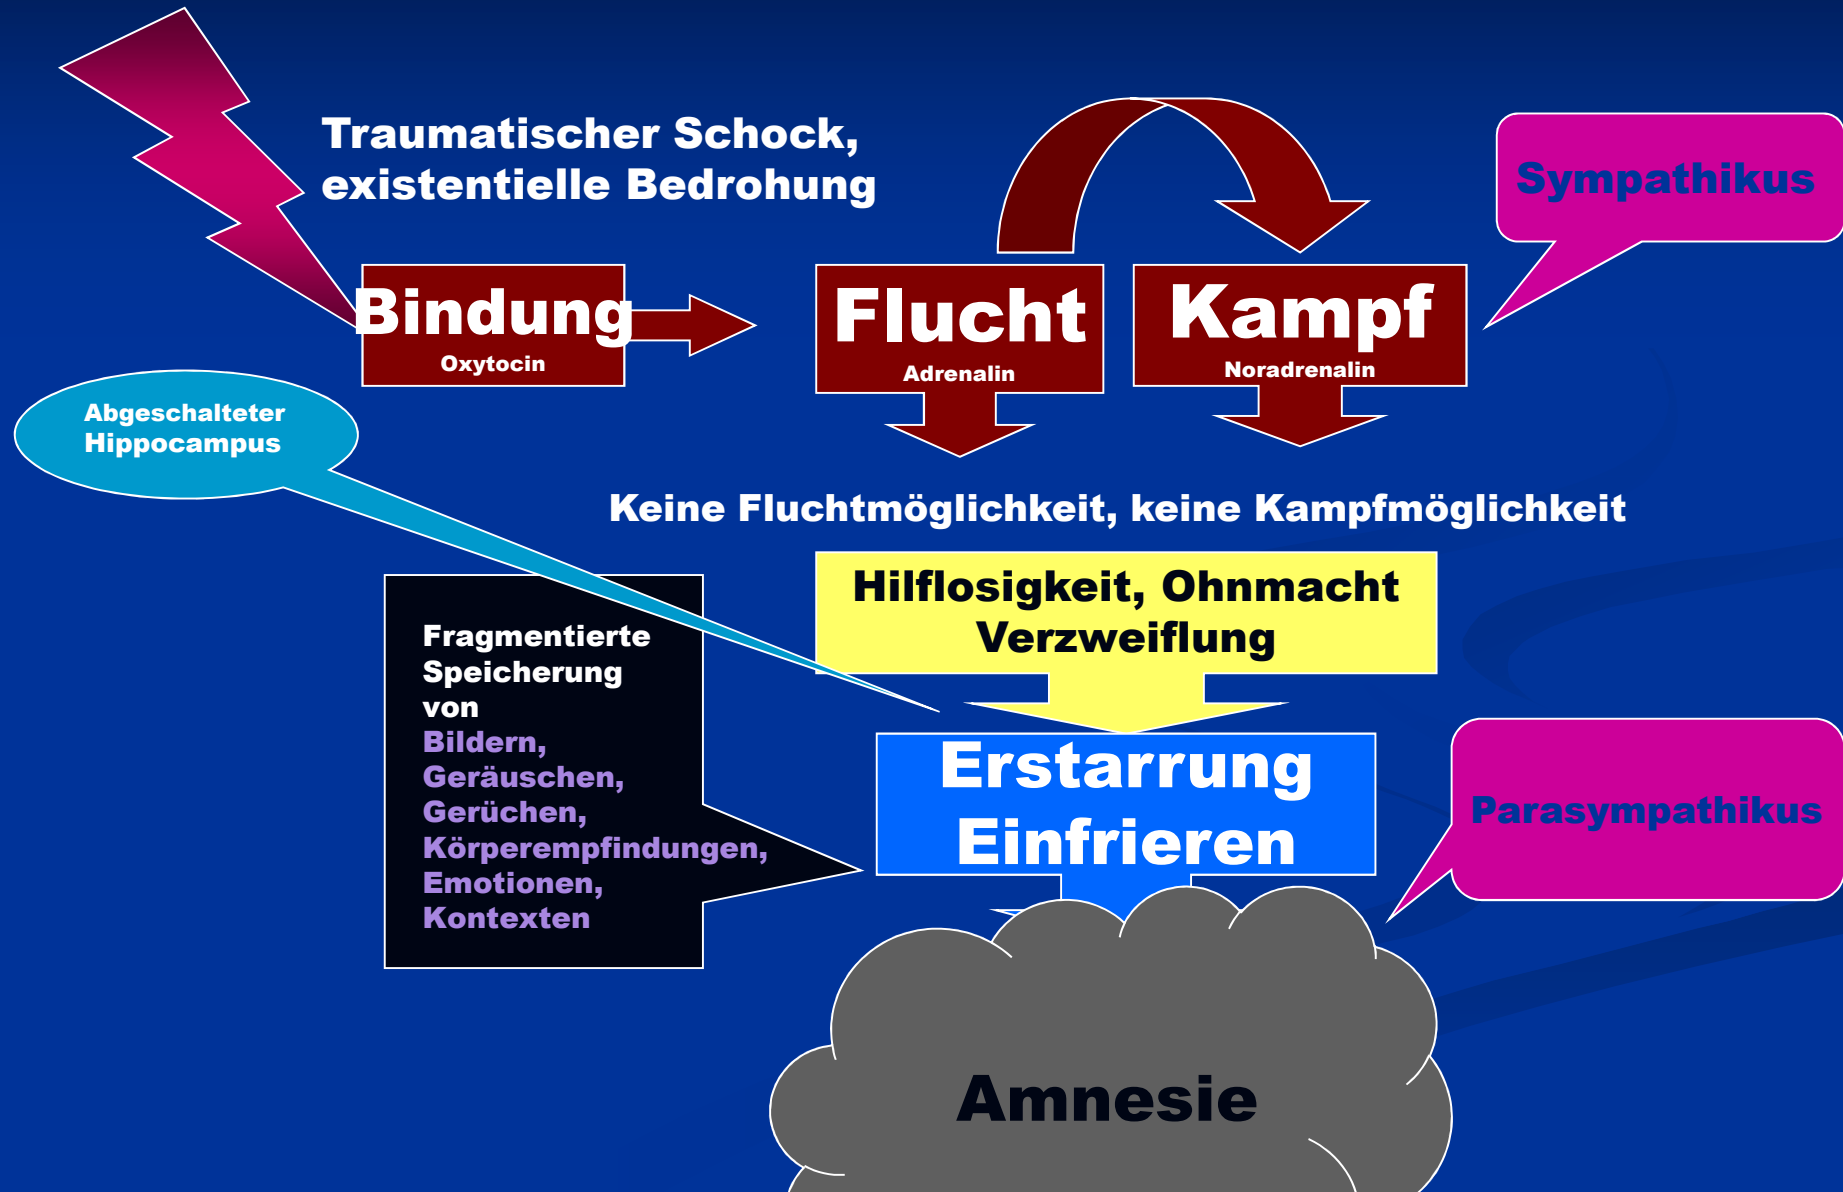 Traumatischer Schock,
existentielle Bedrohung
Sympathikus
Bindung
Oxytocin
Flucht
Adrenalin
Kampf
Noradrenalin
Abgeschalteter
Hippocampus
Keine Fluchtmöglichkeit, keine Kampfmöglichkeit
Hilflosigkeit, Ohnmacht
Verzweiflung
Fragmentierte
Speicherung
von
Bildern,
Geräuschen,
Gerüchen,
Körperempfindungen,
Emotionen,
Kontexten
Erstarrung
Einfrieren
Parasympathikus
Amnesie